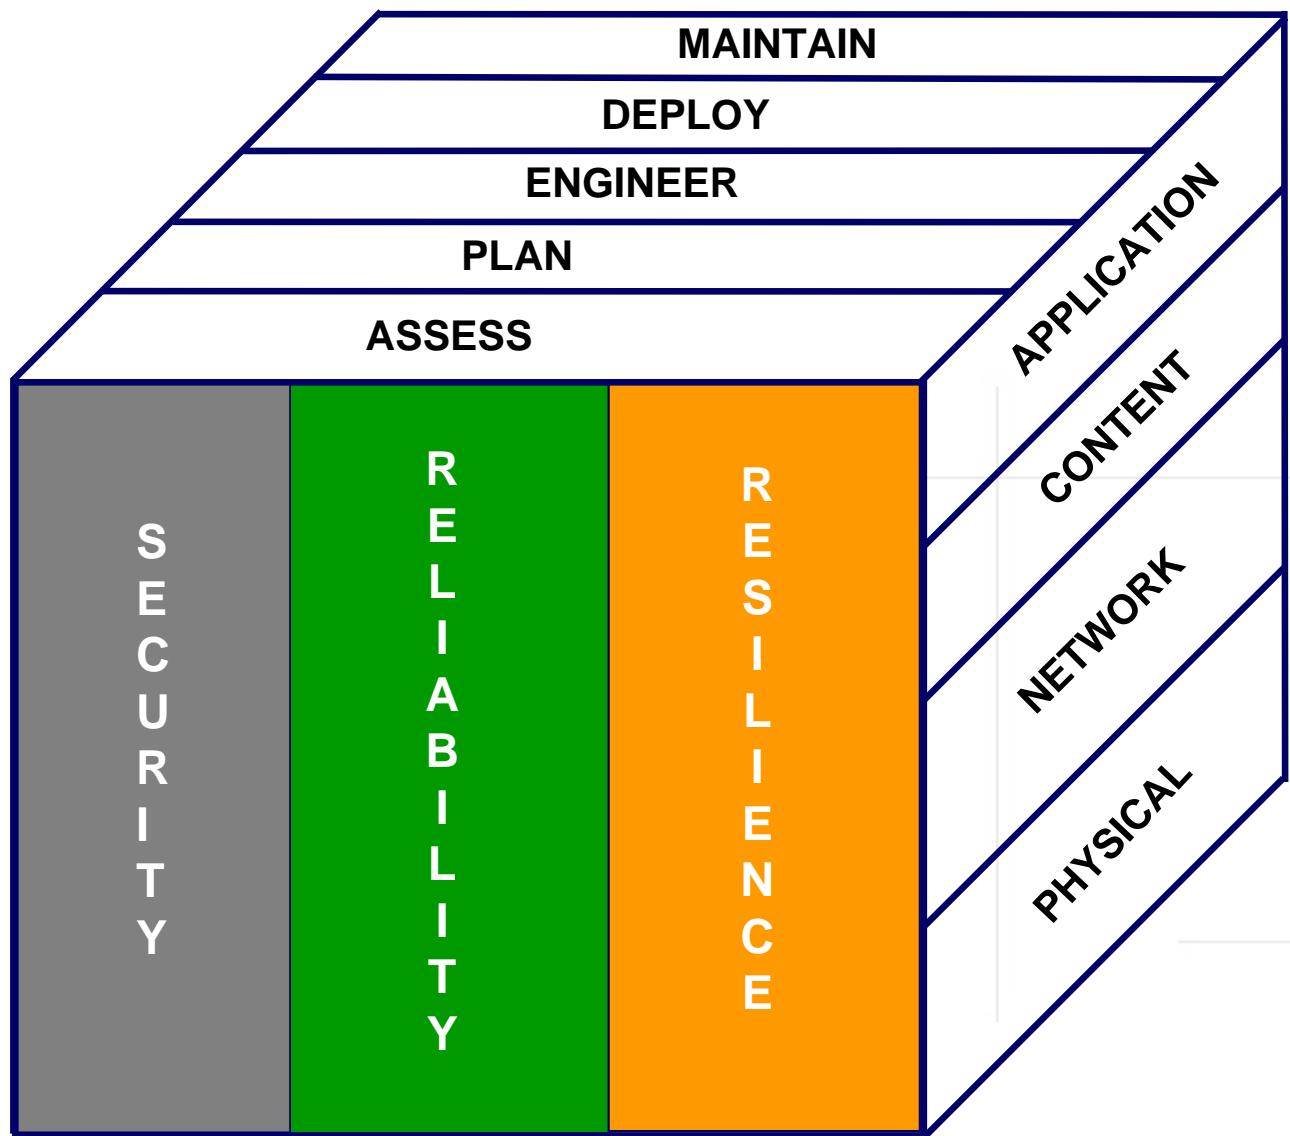 MAINTAIN
DEPLOY
ENGINEER
PLAN
ASSESS
SECURITY
RELIABILITY
RESILIENCE
APPLICATION
CONTENT
NETWORK
PHYSICAL